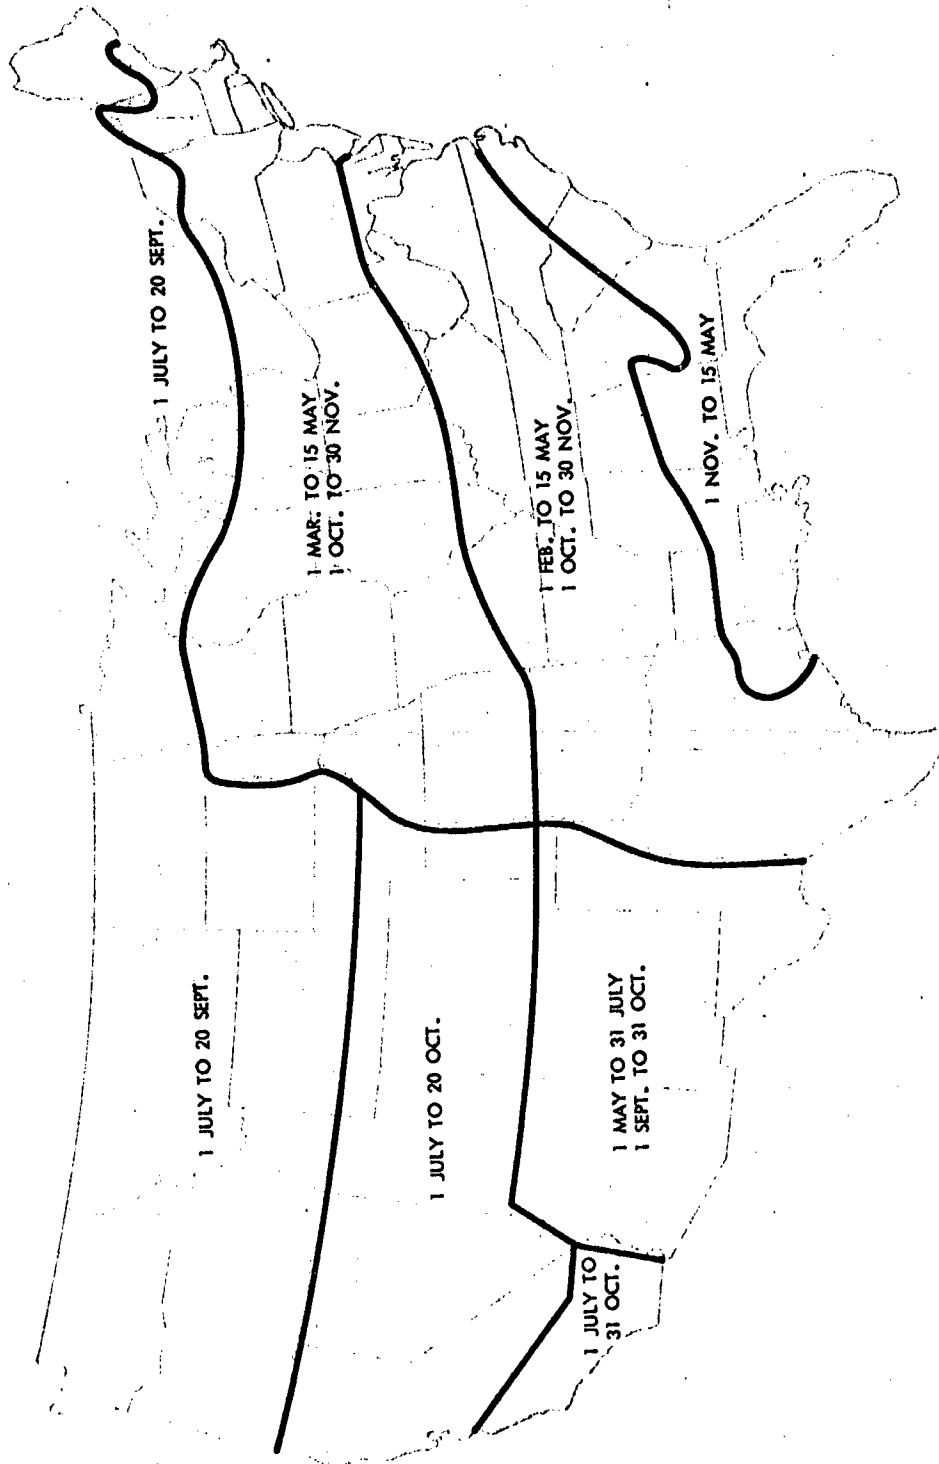 1 JULY TO 20 SEPT.
1 JULY TO 20 SEPT.
1 MAR. TO 15 MAY
1 OCT. TO 30 NOV.
1 JULY TO 20 OCT.
1 FEB. TO 15 MAY
1 OCT. TO 30 NOV.
1 JULY TO
31 OCT.
1 MAY TO 31 JULY
1 SEPT. TO 31 OCT.
1 NOV. TO 15 MAY